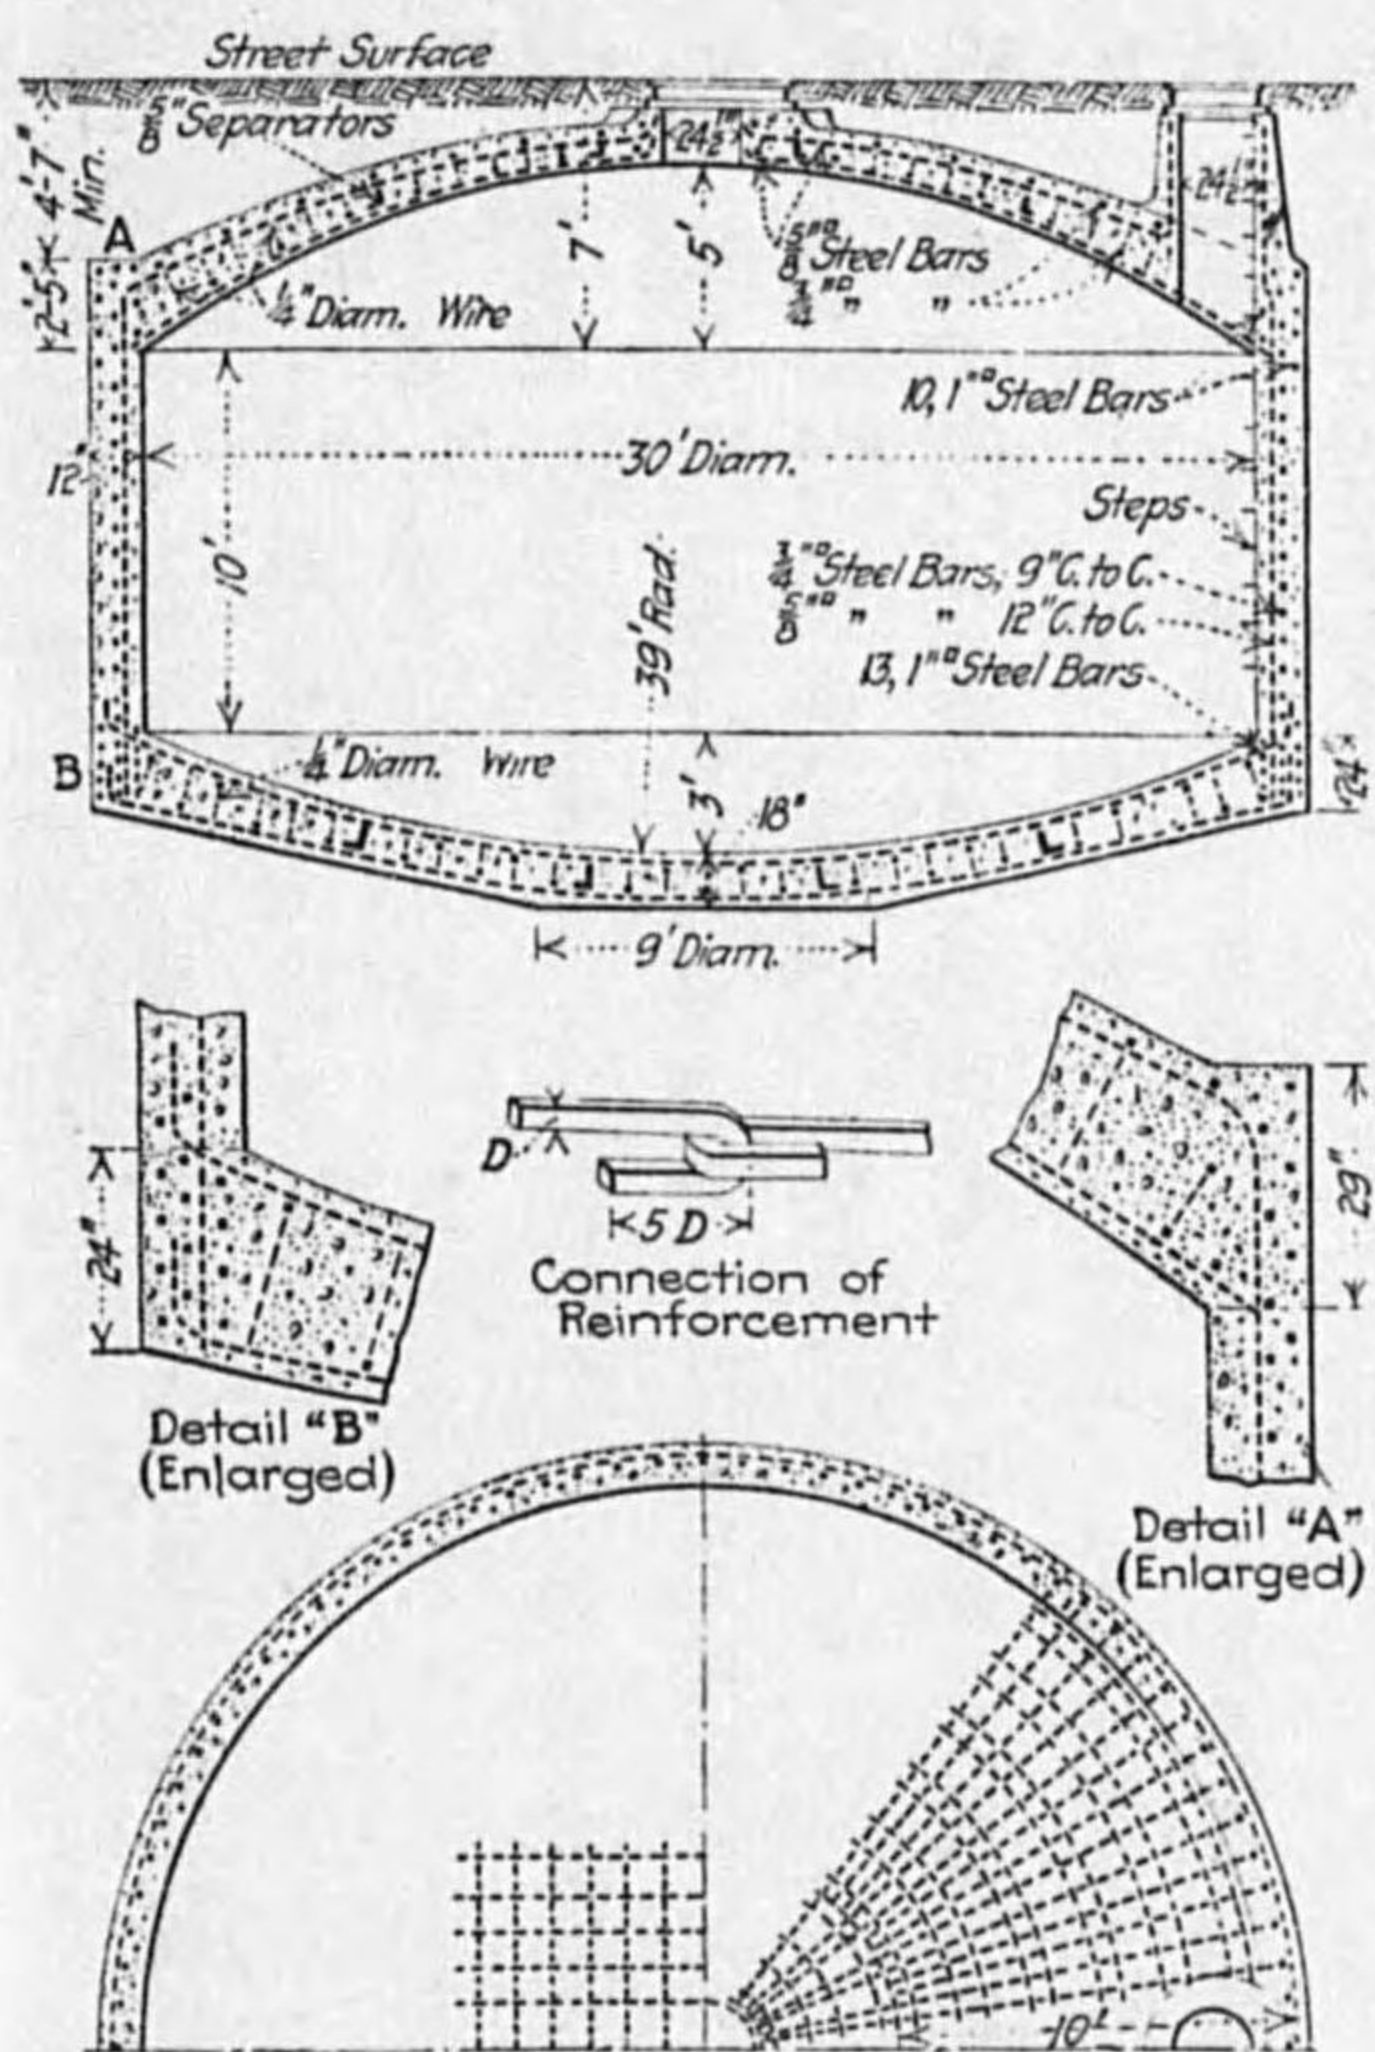 Street Surface
5/8" Separators
4'-7" Min.
2'-5"
A
24½"
24½"
7'
5'
5/8"□ Steel Bars
3/4"□ " "
¼" Diam. Wire
10, 1"□ Steel Bars
12"
30' Diam.
Steps
10'
39' Rad.
3/4"□ Steel Bars, 9" C. to C.
5/8"□ " " 12" C. to C.
13, 1"□ Steel Bars
B
¼" Diam. Wire
3'
18"
24"
9' Diam.
D
5 D
Connection of
Reinforcement
24"
29"
Detail "B"
(Enlarged)
Detail "A"
(Enlarged)